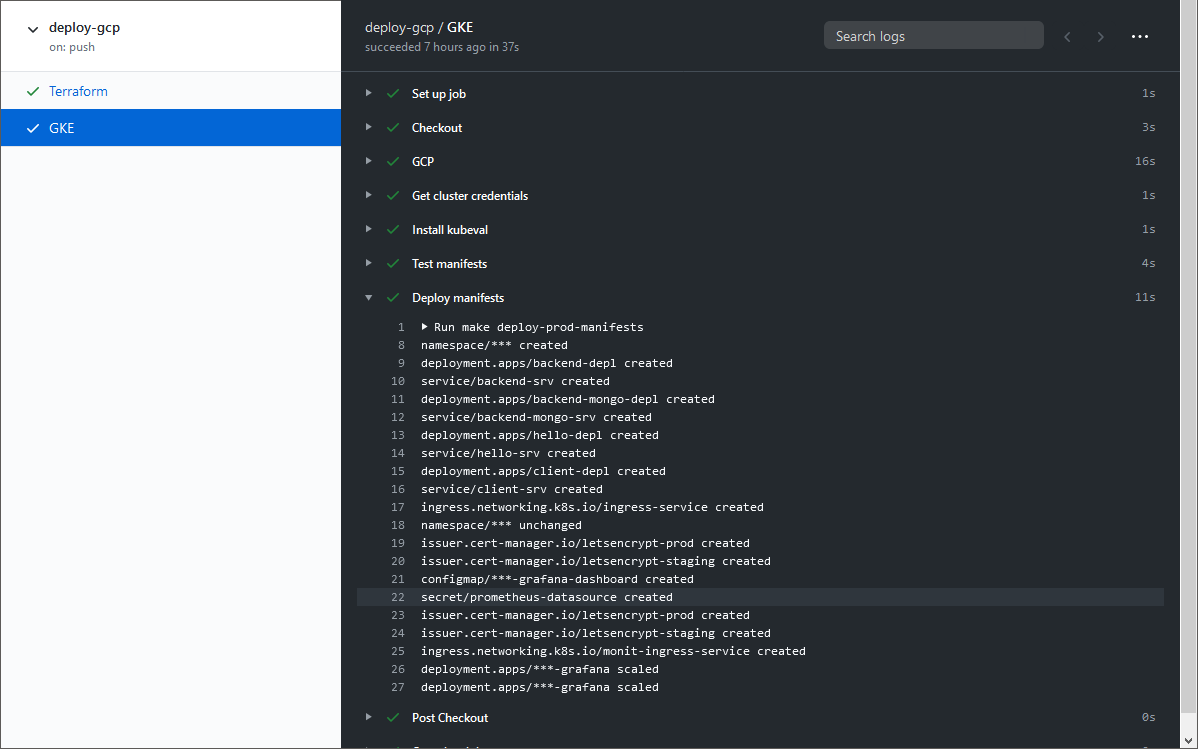 deploy-gcp
on: push
Terraform
GKE
deploy-gcp / GKE
succeeded 7 hours ago in 37s
Search logs
Set up job 1s
Checkout 3s
GCP 16s
Get cluster credentials 1s
Install kubeval 1s
Test manifests 4s
Deploy manifests 11s
1 Run make deploy-prod-manifests
8 namespace/*** created
9 deployment.apps/backend-depl created
10 service/backend-srv created
11 deployment.apps/backend-mongo-depl created
12 service/backend-mongo-srv created
13 deployment.apps/hello-depl created
14 service/hello-srv created
15 deployment.apps/client-depl created
16 service/client-srv created
17 ingress.networking.k8s.io/ingress-service created
18 namespace/*** unchanged
19 issuer.cert-manager.io/letsencrypt-prod created
20 issuer.cert-manager.io/letsencrypt-staging created
21 configmap/***-grafana-dashboard created
22 secret/prometheus-datasource created
23 issuer.cert-manager.io/letsencrypt-prod created
24 issuer.cert-manager.io/letsencrypt-staging created
25 ingress.networking.k8s.io/monit-ingress-service created
26 deployment.apps/***-grafana scaled
27 deployment.apps/***-grafana scaled
Post Checkout 0s